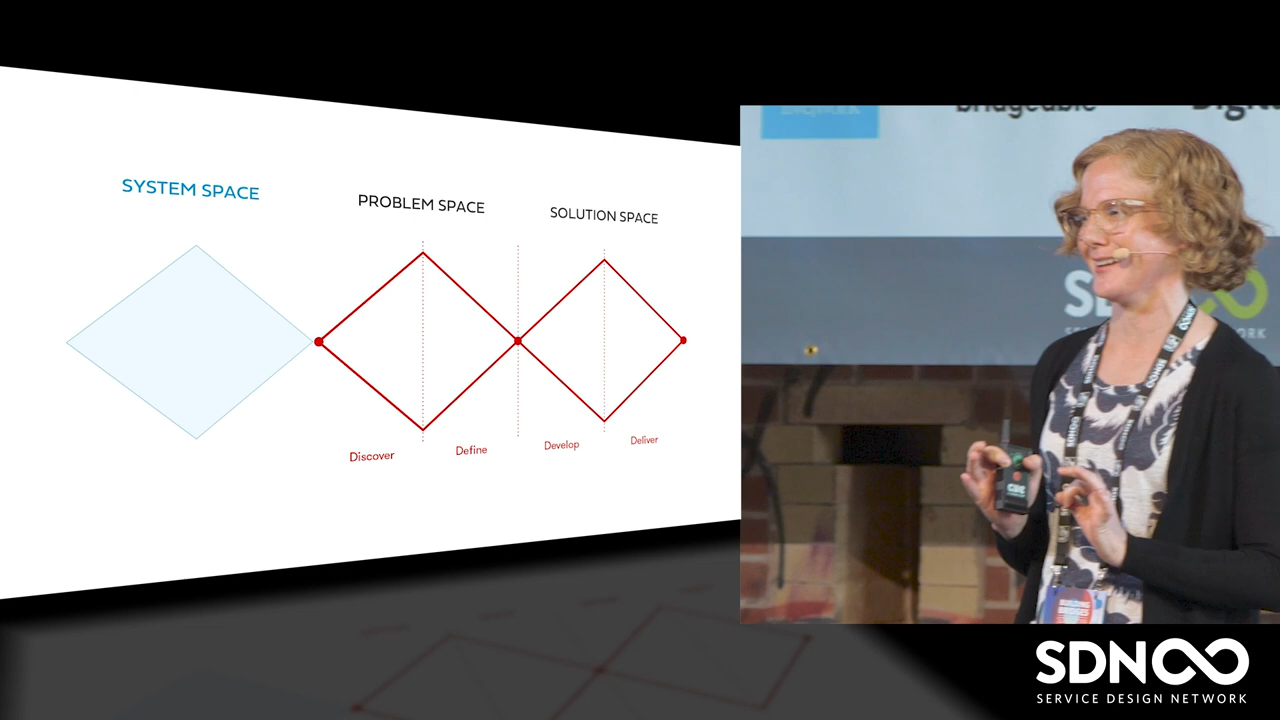 SYSTEM SPACE
PROBLEM SPACE
SOLUTION SPACE
Discover
Define
Develop
Deliver
bridgeable
SDN
SERVICE DESIGN NETWORK